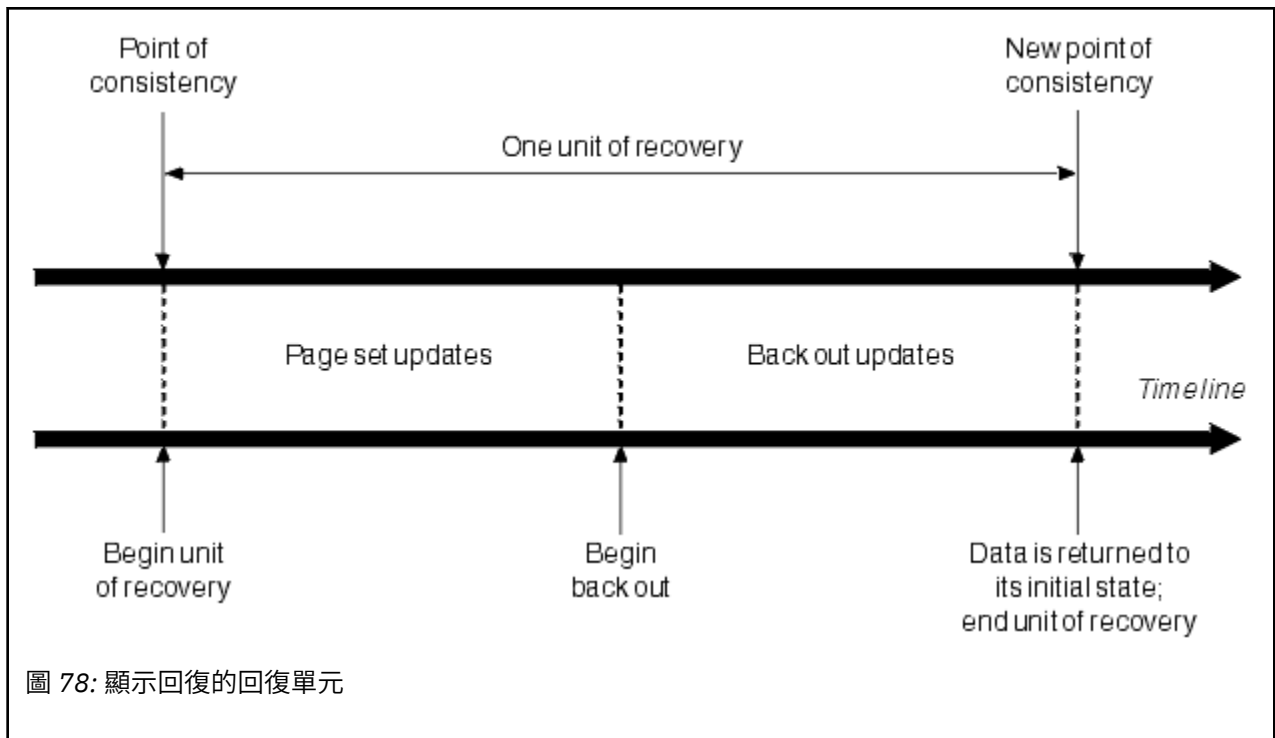 Point of
consistency
New point of
consistency
One unit of recovery
Page set updates
Back out updates
Timeline
Begin unit
of recovery
Begin
back out
Data is returned to
its initial state;
end unit of recovery
圖 78: 顯示回復的回復單元